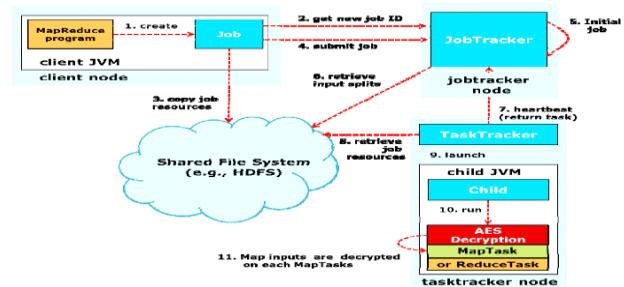 MapReduce
program
1. create
Job
client JVM
client node
2. get new job ID
4. submit job
JobTracker
5. Initial
job
jobtracker
node
6. retrieve
input splits
3. copy job
resources
7. heartbeat
(return task)
TaskTracker
8. retrieve
job
resources
Shared File System
(e.g., HDFS)
9. launch
child JVM
Child
10. run
AES
Decryption
MapTask
or ReduceTask
11. Map inputs are decrypted
on each MapTasks
tasktracker node